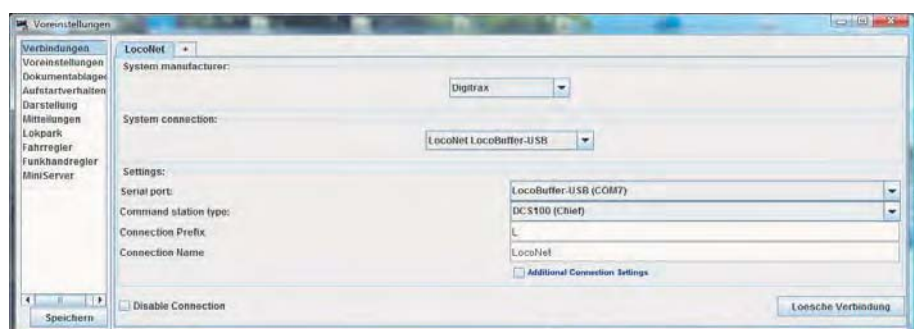 Voreinstellungen
Verbindungen
Voreinstellungen
Dokumentablagen
Aufstartverhalten
Darstellung
Mitteilungen
Lokpark
Fahrregler
Funkhandregler
MiniServer
Speichern
LocoNet +
System manufacturer:
Digitrax
System connection:
LocoNet LocoBuffer-USB
Settings:
Serial port: LocoBuffer-USB (COM7)
Command station type: DCS100 (Chief)
Connection Prefix L
Connection Name LocoNet
Additional Connection Settings
Disable Connection
Loesche Verbindung